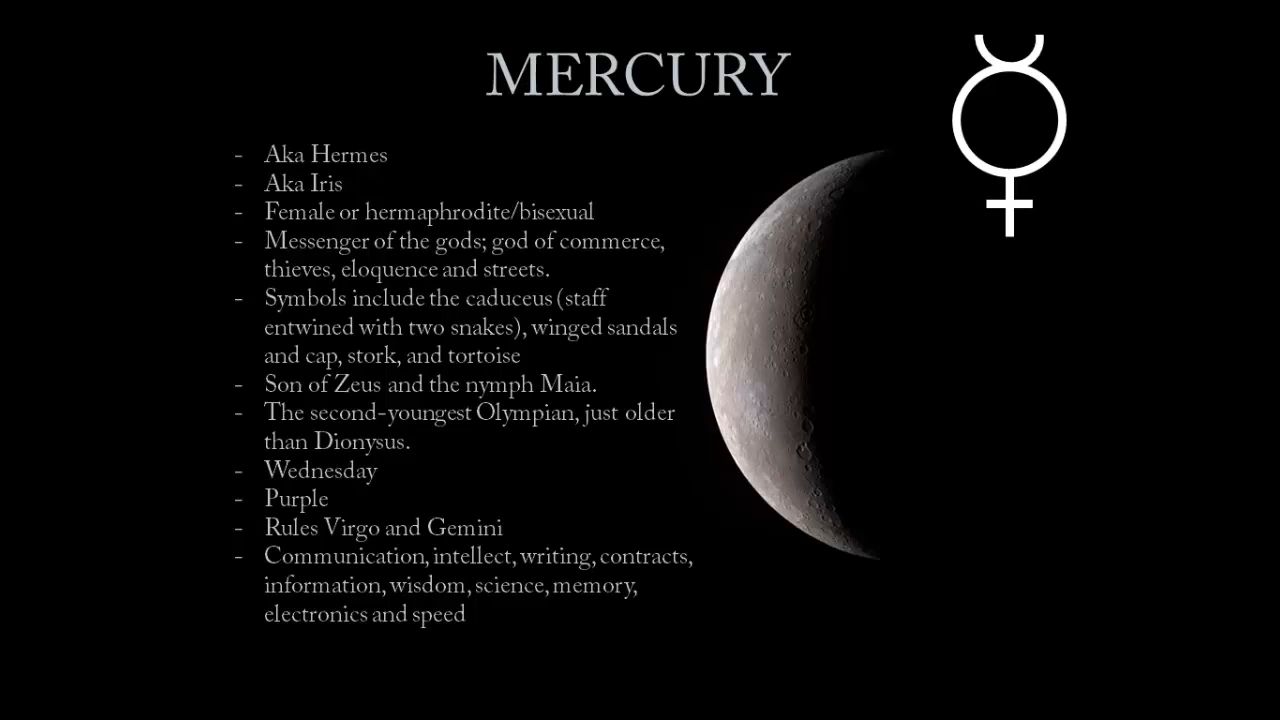 MERCURY
- Aka Hermes
- Aka Iris
- Female or hermaphrodite/bisexual
- Messenger of the gods; god of commerce,
thieves, eloquence and streets.
- Symbols include the caduceus (staff
entwined with two snakes), winged sandals
and cap, stork, and tortoise
- Son of Zeus and the nymph Maia.
- The second-youngest Olympian, just older
than Dionysus.
- Wednesday
- Purple
- Rules Virgo and Gemini
- Communication, intellect, writing, contracts,
information, wisdom, science, memory,
electronics and speed